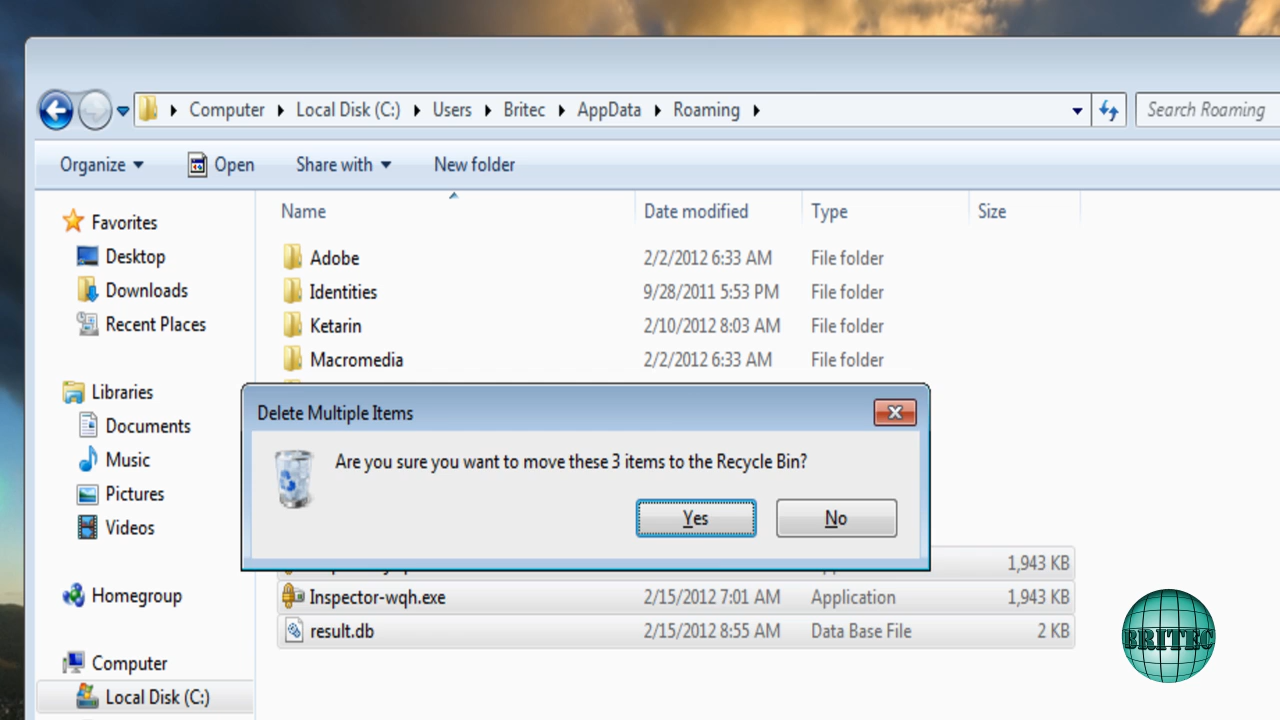 Computer Local Disk (C:) Users Britec AppData Roaming Search Roaming
Organize Open Share with New folder
Name Date modified Type Size
Favorites
Desktop
Downloads
Recent Places
Libraries
Documents
Music
Pictures
Videos
Homegroup
Computer
Local Disk (C:)
Adobe 2/2/2012 6:33 AM File folder
Identities 9/28/2011 5:53 PM File folder
Ketarin 2/10/2012 8:03 AM File folder
Macromedia 2/2/2012 6:33 AM File folder
Delete Multiple Items
Are you sure you want to move these 3 items to the Recycle Bin?
Yes No
1,943 KB
Inspector-wqh.exe 2/15/2012 7:01 AM Application 1,943 KB
result.db 2/15/2012 8:55 AM Data Base File 2 KB
BRITEC